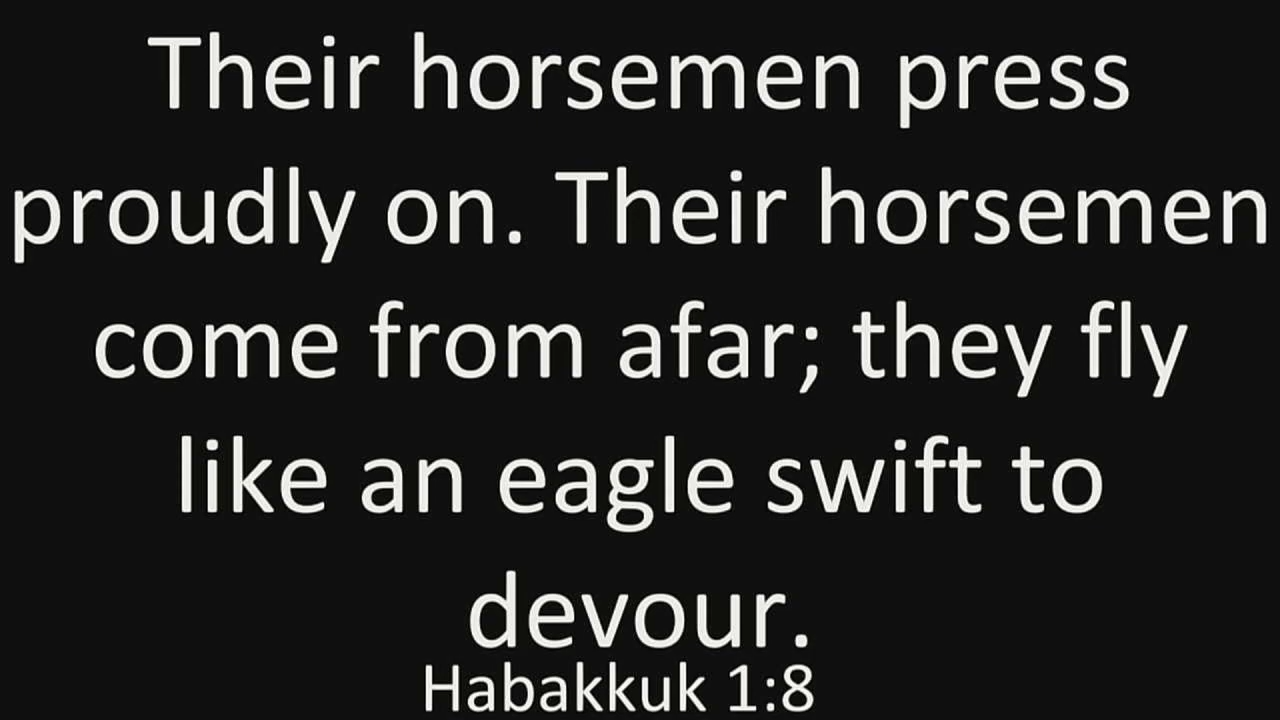 Their horsemen press
proudly on. Their horsemen
come from afar; they fly
like an eagle swift to
devour.
Habakkuk 1:8